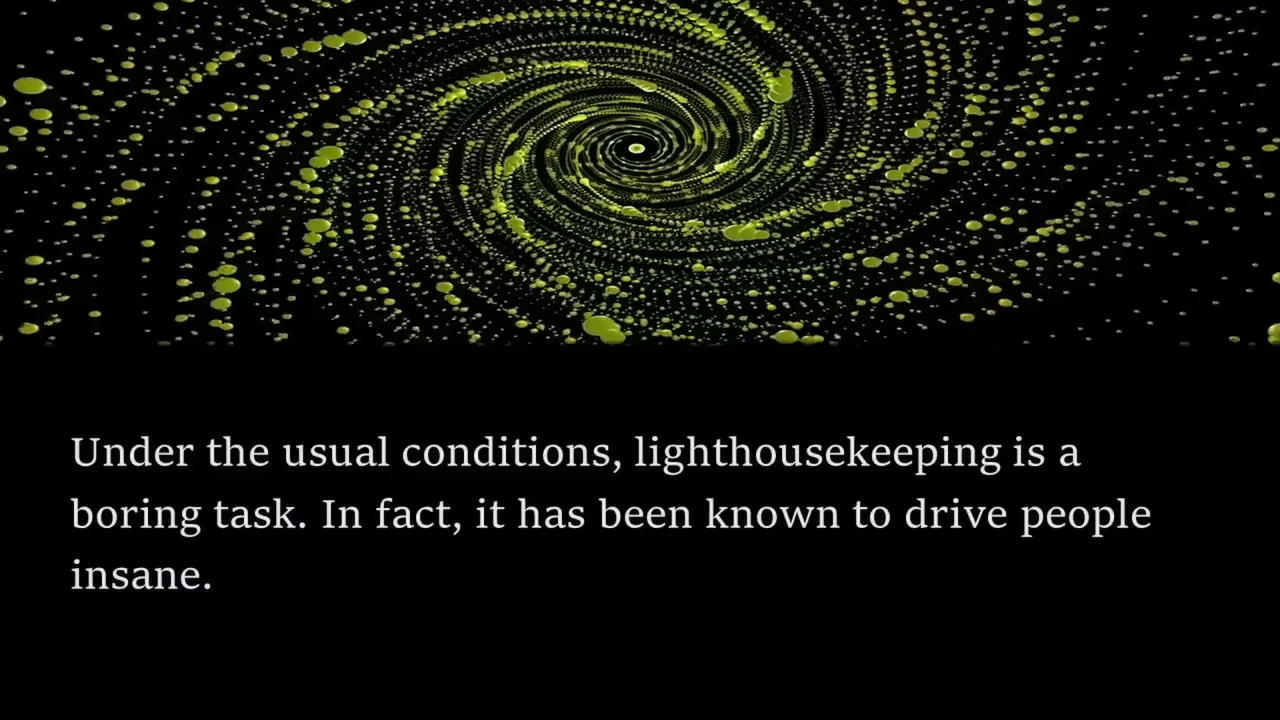 Under the usual conditions, lighthousekeeping is a
boring task. In fact, it has been known to drive people
insane.